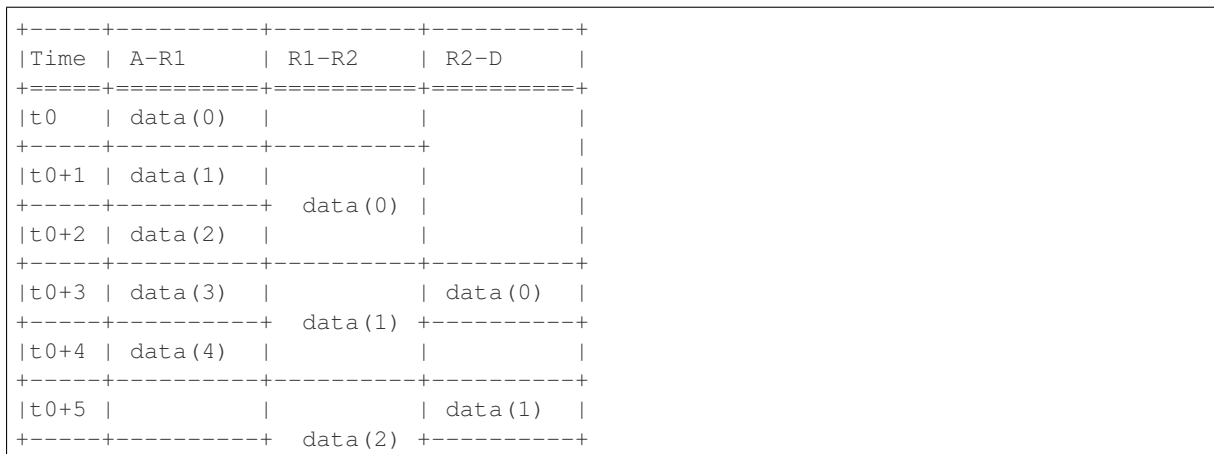 +-----+----------+----------+----------+
|Time | A-R1     | R1-R2    | R2-D     |
+=====+==========+==========+==========+
|t0   | data(0)  |          |          |
+-----+----------+----------+          |
|t0+1 | data(1)  |          |          |
+-----+----------+  data(0) |          |
|t0+2 | data(2)  |          |          |
+-----+----------+----------+----------+
|t0+3 | data(3)  |          | data(0)  |
+-----+----------+  data(1) +----------+
|t0+4 | data(4)  |          |          |
+-----+----------+----------+----------+
|t0+5 |          |          | data(1)  |
+-----+----------+  data(2) +----------+